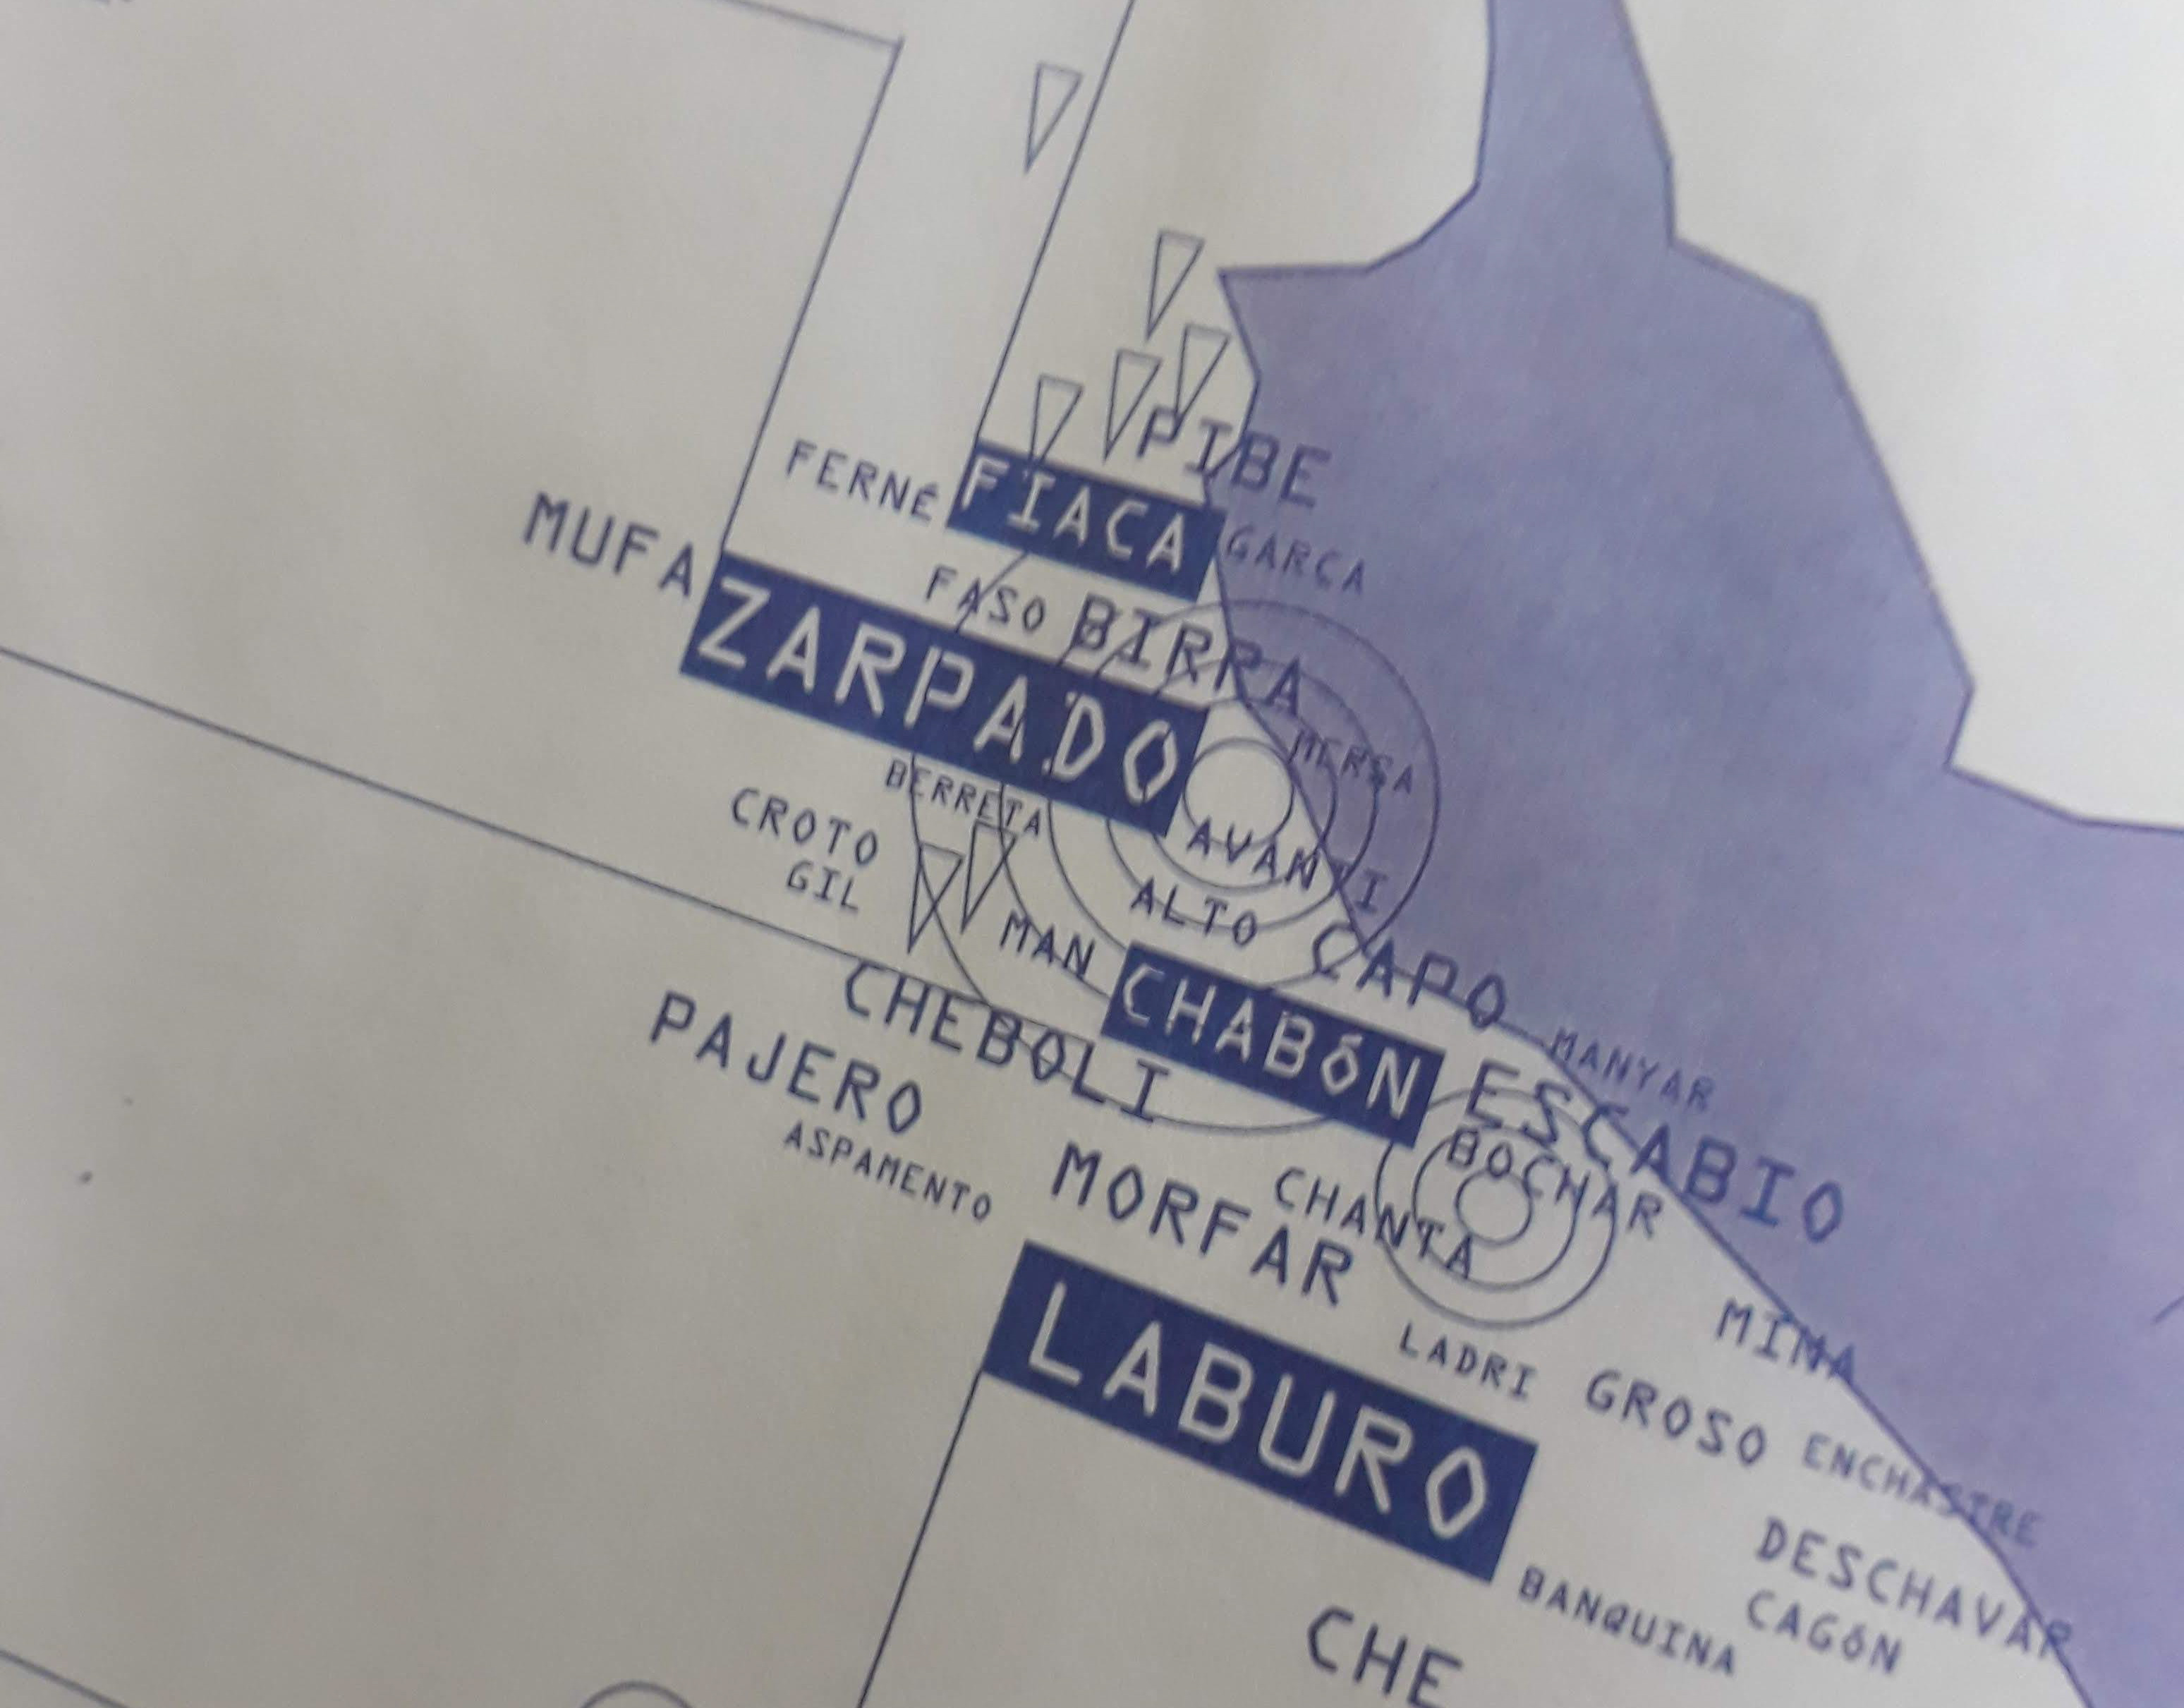 PIBE
FERNÉ
FIACA
GARCA
MUFA
FASO
BIRRA
ZARPADO
MERSA
BERRETA
CROTO
GIL
AVANTI
ALTO
MAN
CAPO
CHEBOLI
CHABÓN
MANYAR
PAJERO
ESCABIO
ASPAMENTO
BOCHAR
MORFAR
CHANTA
LABURO
LADRI
MINA
GROSO
ENCHASTRE
DESCHAVAR
BANQUINA
CAGÓN
CHE